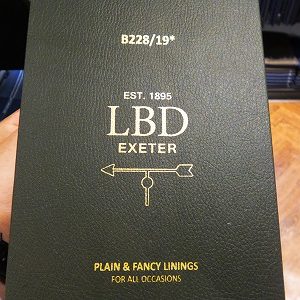 B228/19*
EST. 1895
LBD
EXETER
PLAIN & FANCY LININGS
FOR ALL OCCASIONS